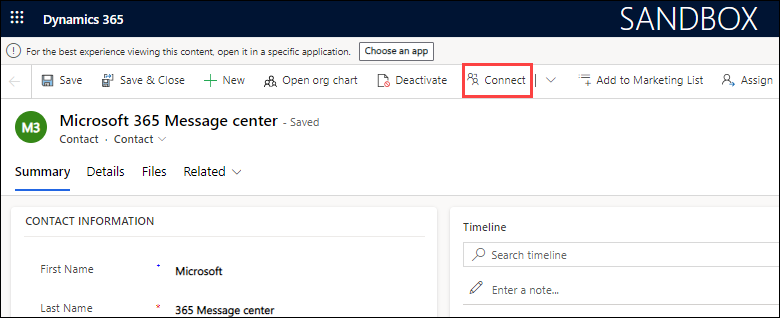 Dynamics 365 SANDBOX
For the best experience viewing this content, open it in a specific application. Choose an app
Save Save & Close New Open org chart Deactivate Connect Add to Marketing List Assign
M3
Microsoft 365 Message center - Saved
Contact · Contact
Summary Details Files Related
CONTACT INFORMATION
Timeline
Search timeline
First Name * Microsoft
Enter a note...
Last Name * 365 Message center